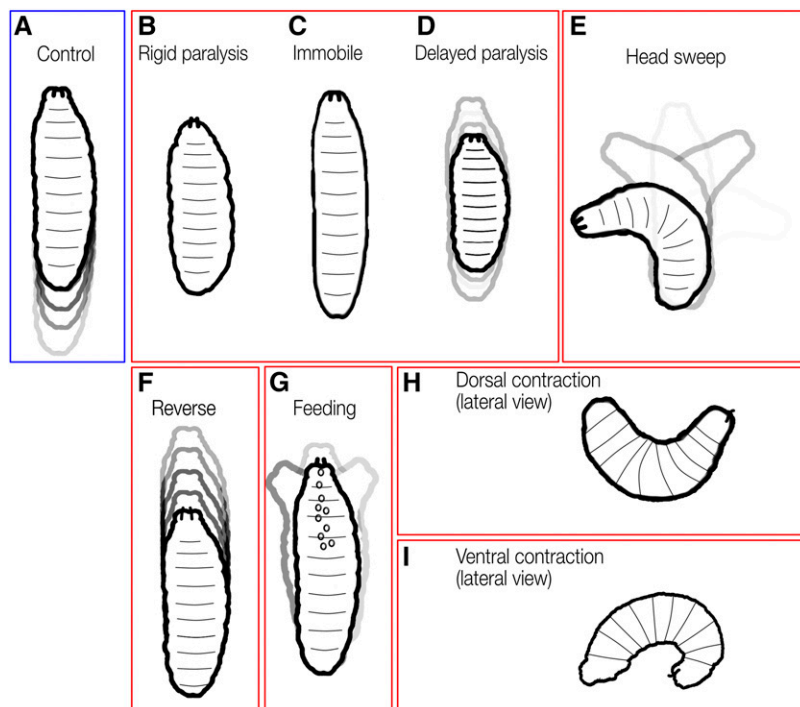 A
Control
B
Rigid paralysis
C
Immobile
D
Delayed paralysis
E
Head sweep
F
Reverse
G
Feeding
H
Dorsal contraction
(lateral view)
I
Ventral contraction
(lateral view)